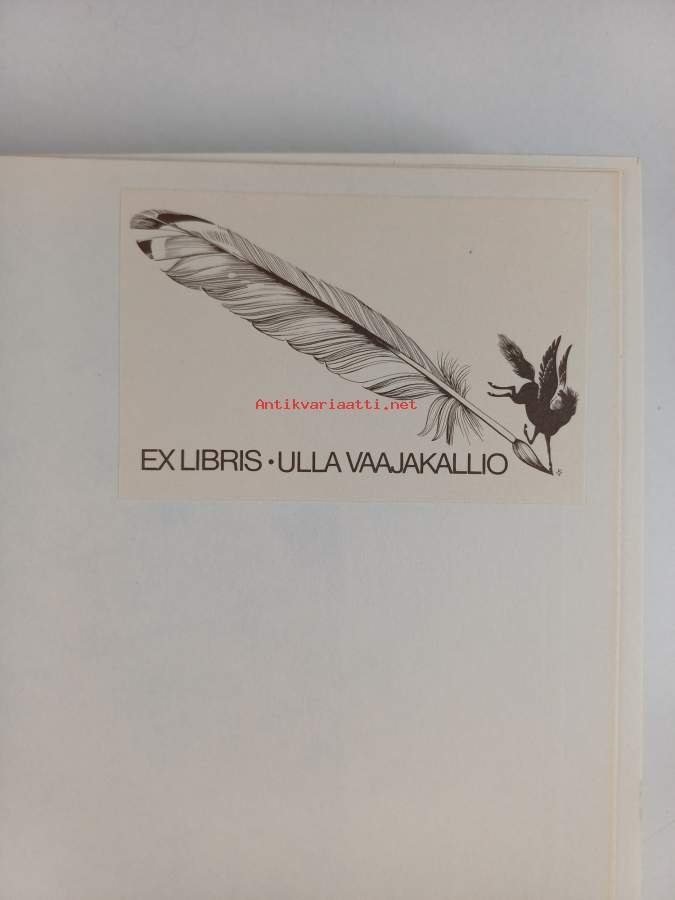 Antikvariaatti.net
EX LIBRIS • ULLA VAAJAKALLIO